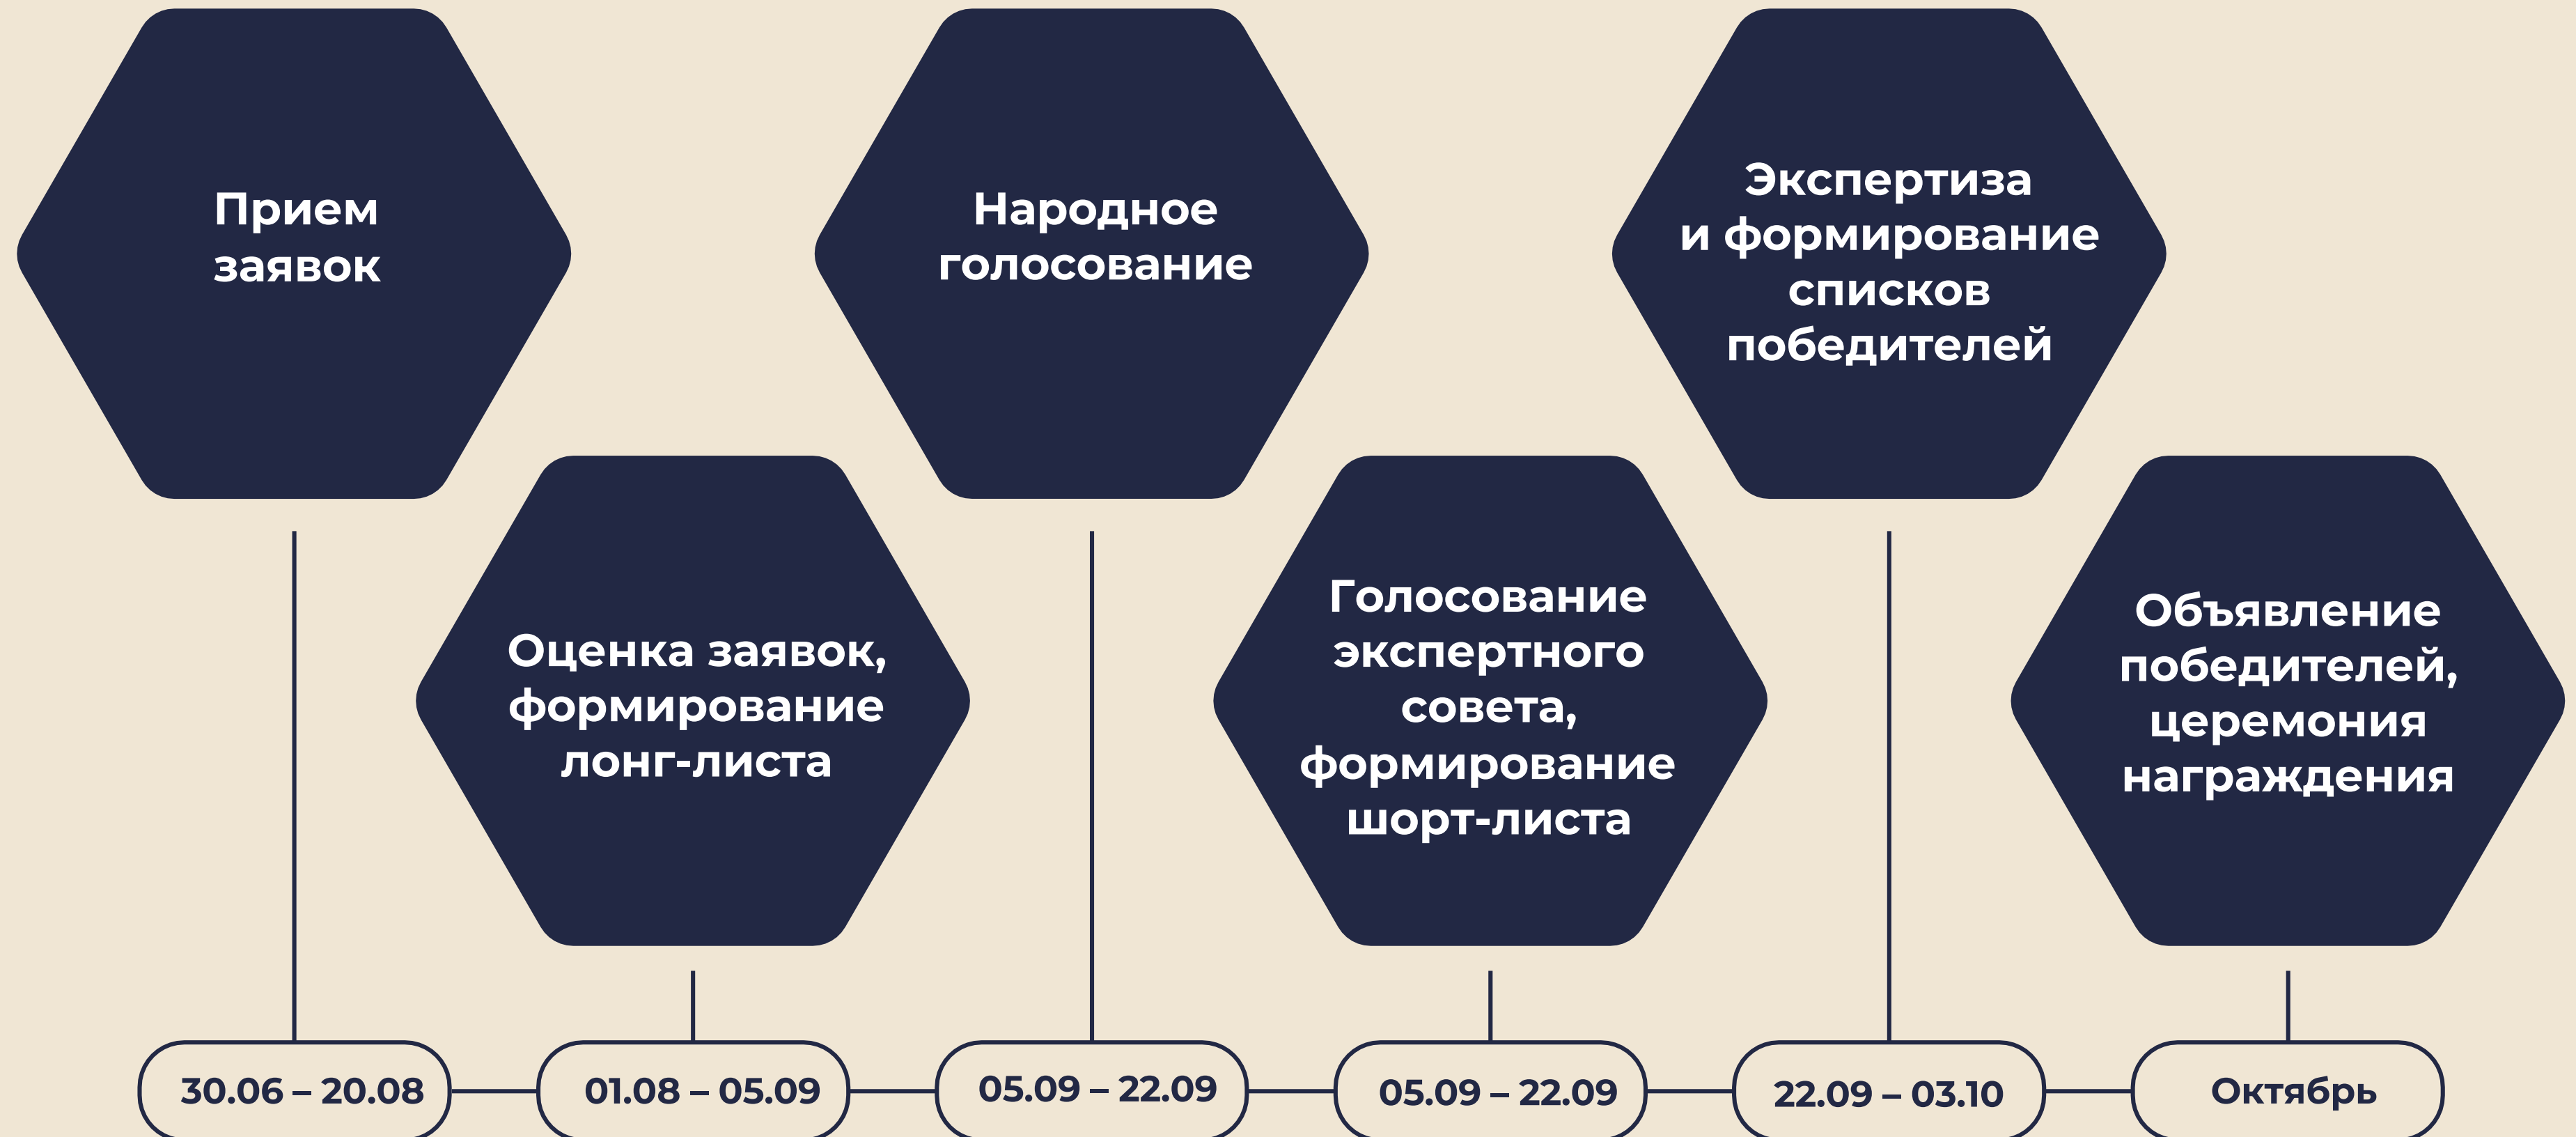 Прием
заявок
Оценка заявок,
формирование
лонг-листа
Народное
голосование
Голосование
экспертного
совета,
формирование
шорт-листа
Экспертиза
и формирование
списков
победителей
Объявление
победителей,
церемония
награждения
30.06 – 20.08
01.08 – 05.09
05.09 – 22.09
05.09 – 22.09
22.09 – 03.10
Октябрь